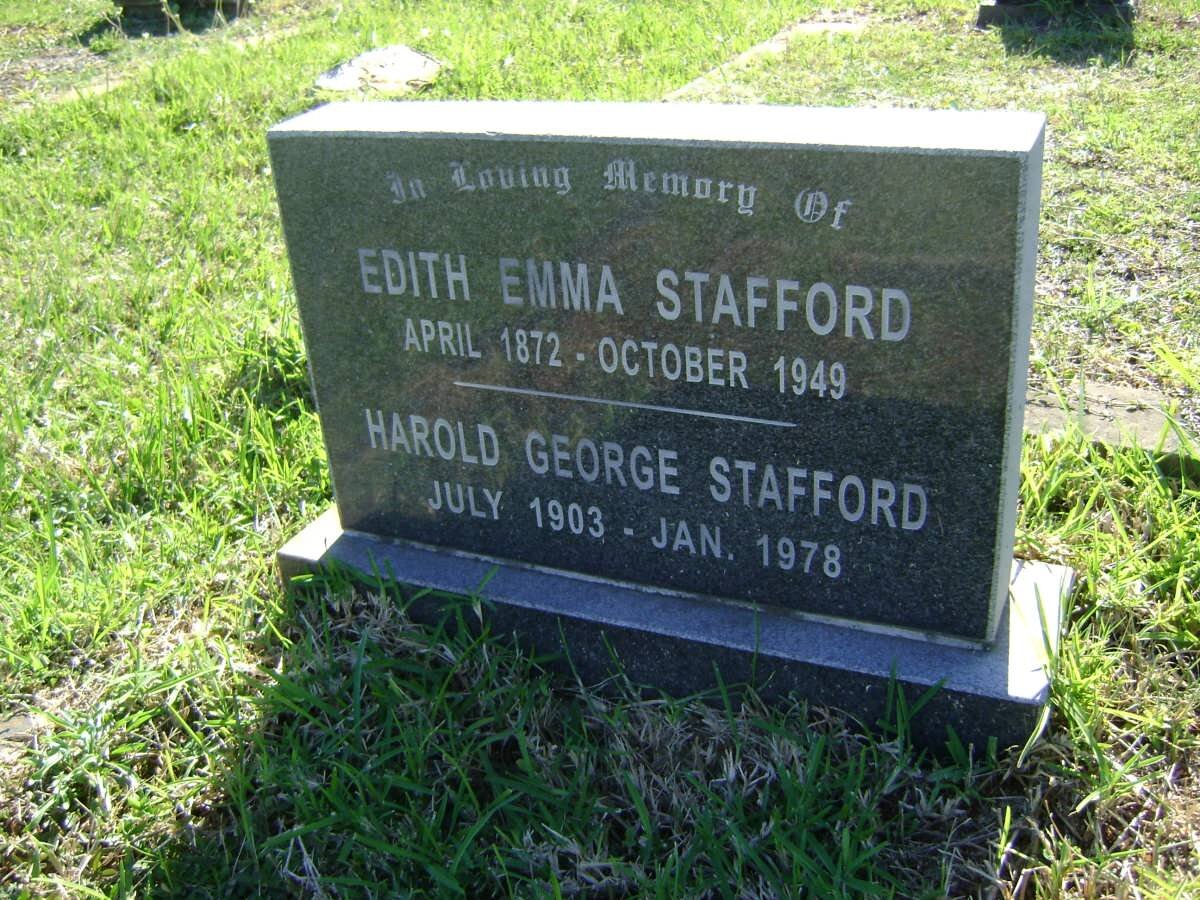 In Loving Memory Of
EDITH EMMA STAFFORD
APRIL 1872 - OCTOBER 1949
HAROLD GEORGE STAFFORD
JULY 1903 - JAN. 1978